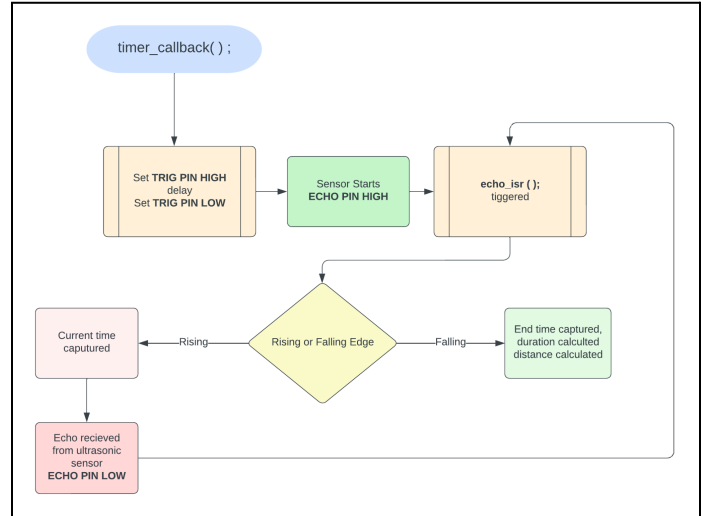 timer_callback( ) ;
Set TRIG PIN HIGH
delay
Set TRIG PIN LOW
Sensor Starts
ECHO PIN HIGH
echo_isr ( );
tiggered
Rising or Falling Edge
Rising
Falling
Current time
caputured
End time captured,
duration calculted
distance calculated
Echo recieved
from ultrasonic
sensor
ECHO PIN LOW